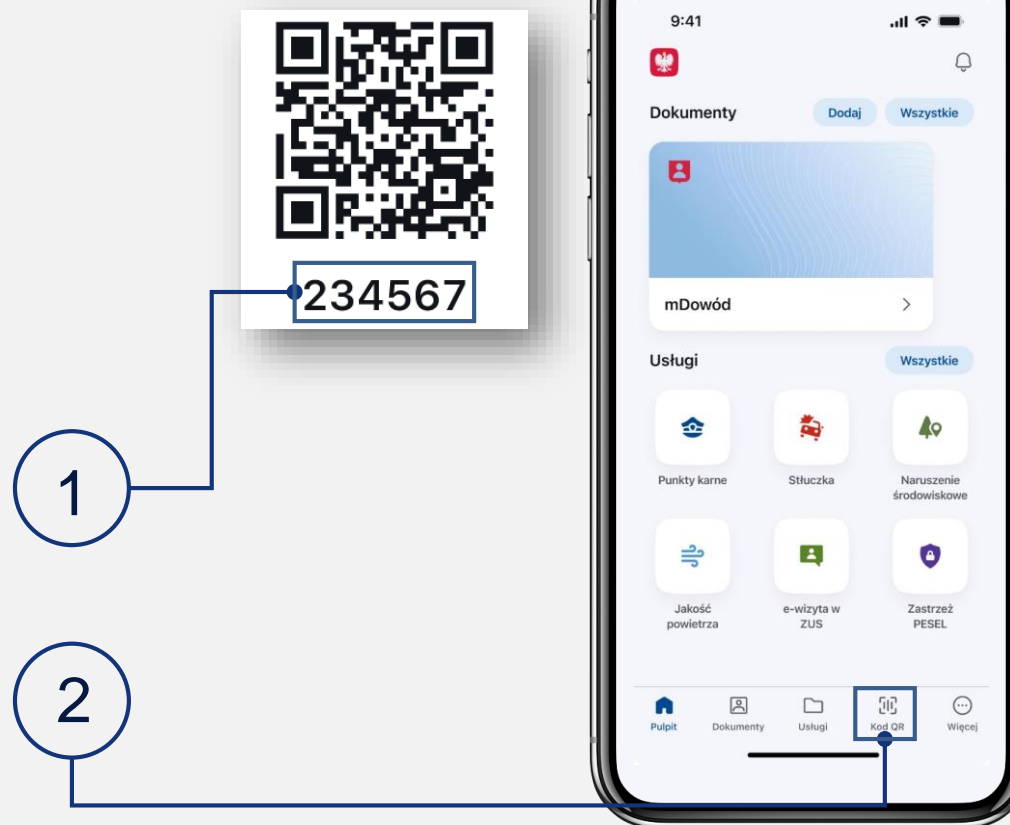 234567
1
2
9:41
Dokumenty
Dodaj
Wszystkie
mDowód
Usługi
Wszystkie
Punkty karne
Stłuczka
Naruszenie
środowiskowe
Jakość
powietrza
e-wizyta w
ZUS
Zastrzeż
PESEL
Pulpit
Dokumenty
Usługi
Kod QR
Więcej